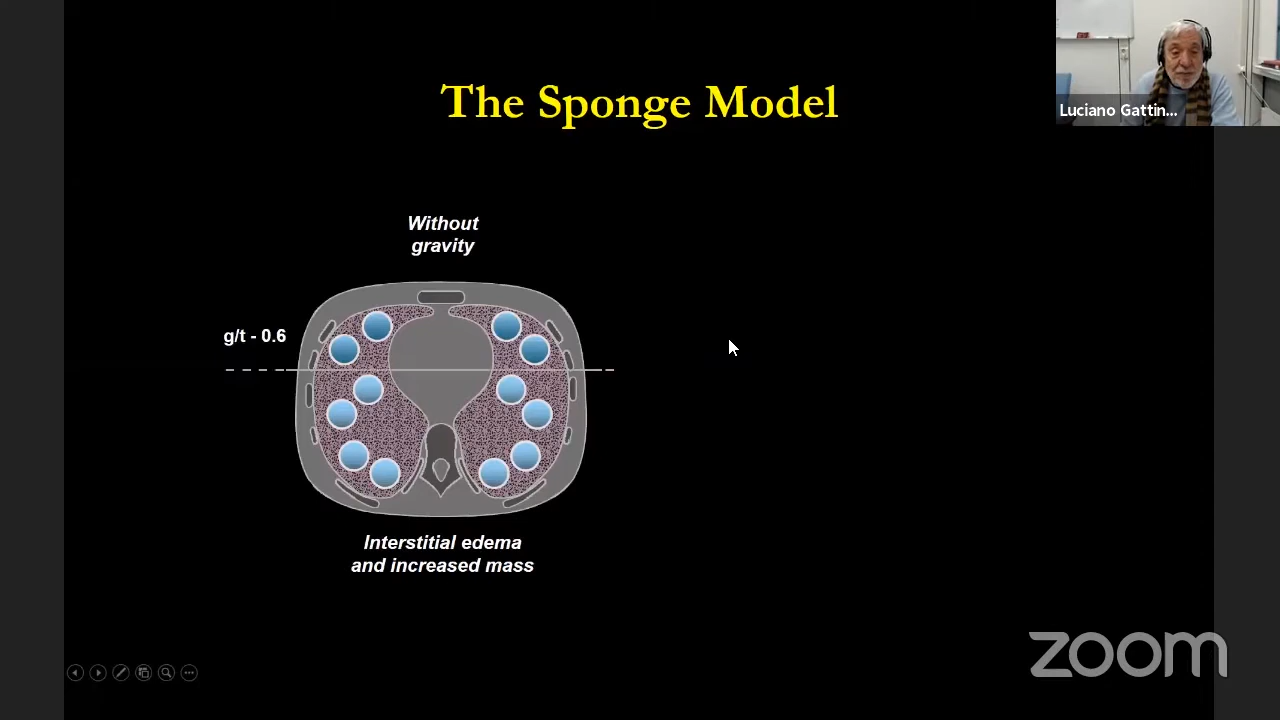 The Sponge Model
Luciano Gattin...
Without
gravity
g/t - 0.6
Interstitial edema
and increased mass
zoom